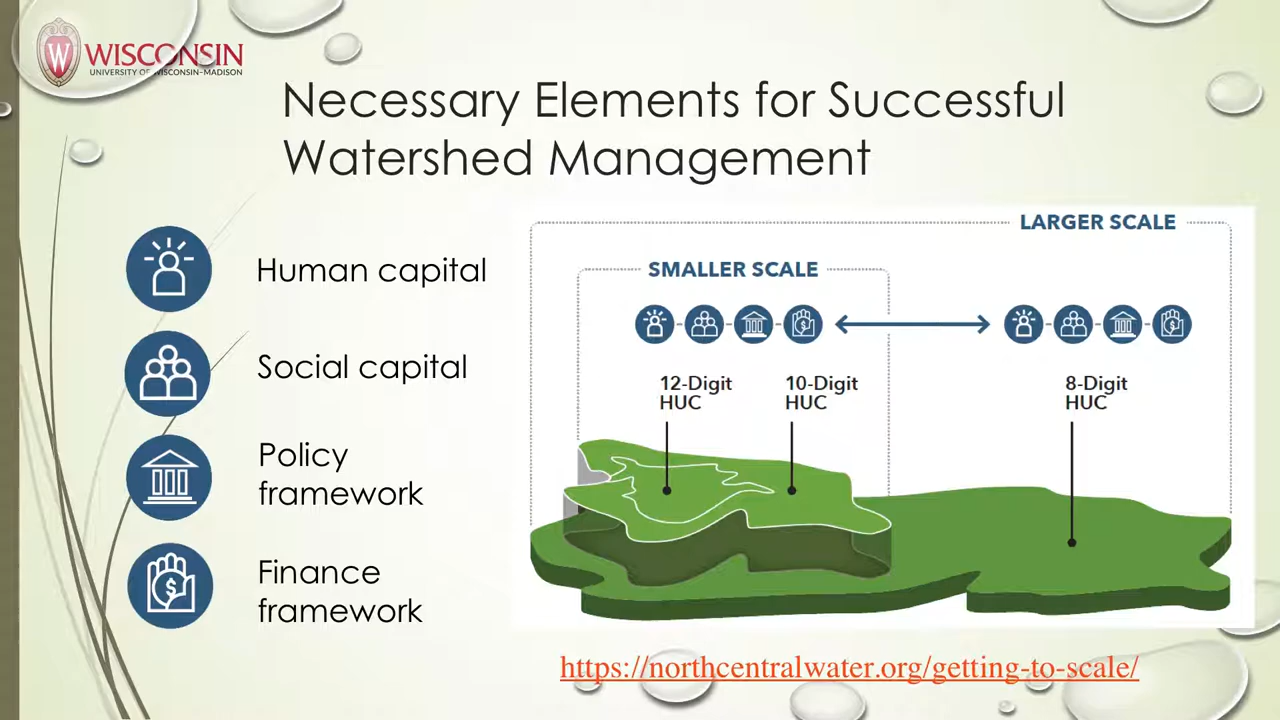 WISCONSIN
UNIVERSITY OF WISCONSIN-MADISON
Necessary Elements for Successful
Watershed Management
Human capital
Social capital
Policy
framework
Finance
framework
LARGER SCALE
SMALLER SCALE
12-Digit
HUC
10-Digit
HUC
8-Digit
HUC
https://northcentralwater.org/getting-to-scale/